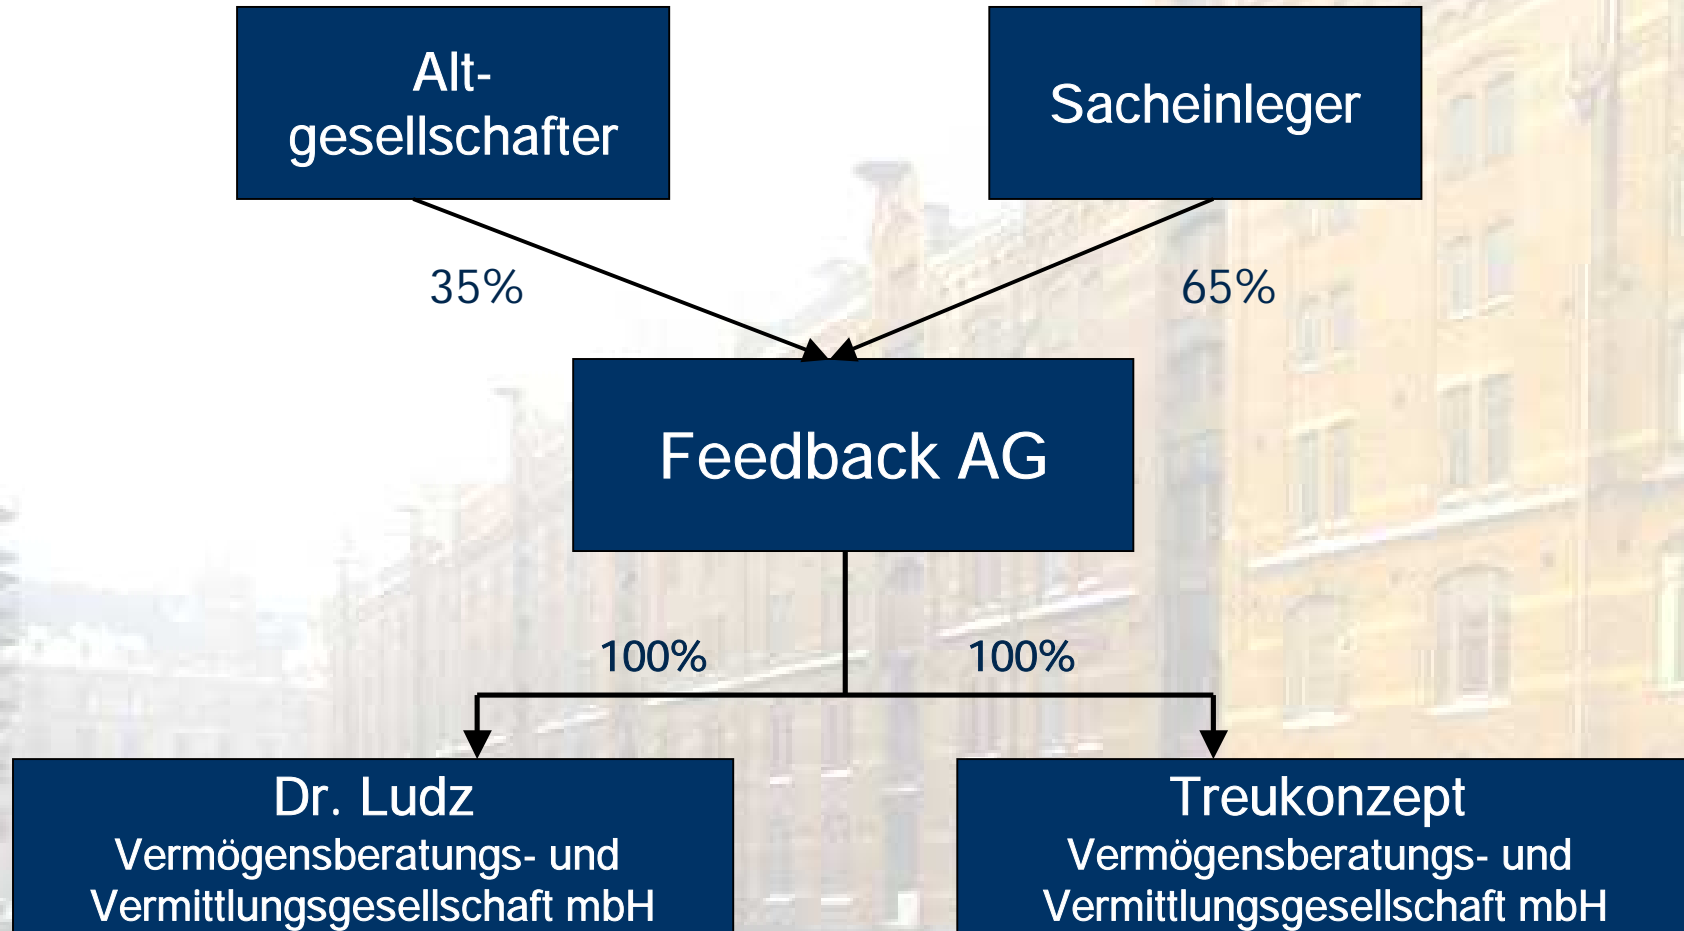 Alt-
gesellschafter
Sacheinleger
35%
65%
Feedback AG
100%
100%
Dr. Ludz
Vermögensberatungs- und
Vermittlungsgesellschaft mbH
Treukonzept
Vermögensberatungs- und
Vermittlungsgesellschaft mbH